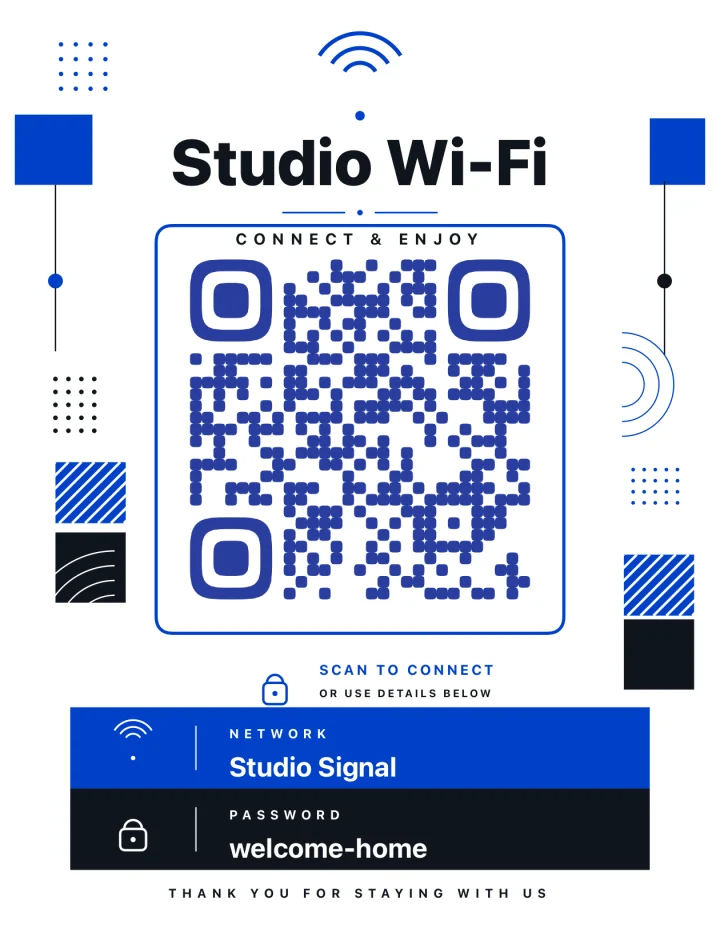 Studio Wi-Fi
CONNECT & ENJOY
SCAN TO CONNECT
OR USE DETAILS BELOW
NETWORK
Studio Signal
PASSWORD
welcome-home
THANK YOU FOR STAYING WITH US